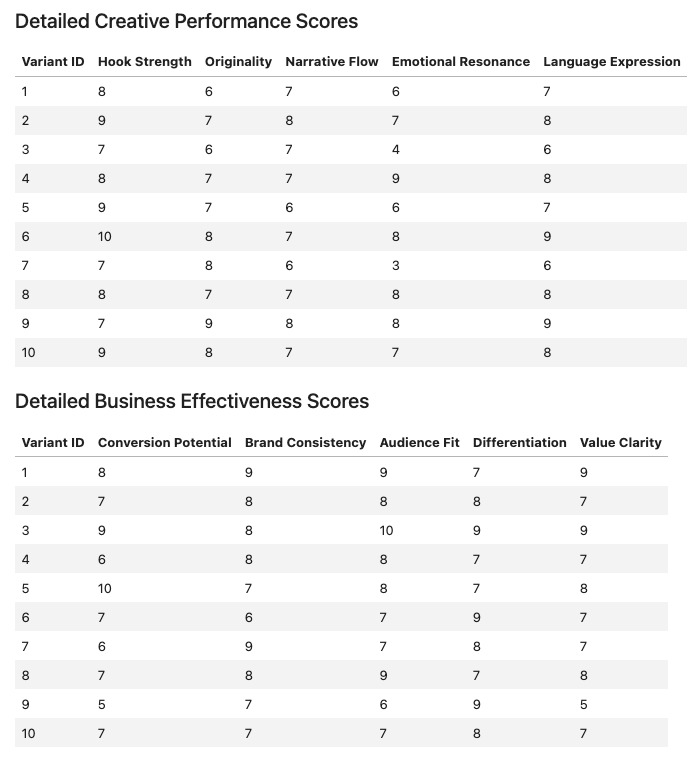 Detailed Creative Performance Scores
Variant ID Hook Strength Originality Narrative Flow Emotional Resonance Language Expression
1 8 6 7 6 7
2 9 7 8 7 8
3 7 6 7 4 6
4 8 7 7 9 8
5 9 7 6 6 7
6 10 8 7 8 9
7 7 8 6 3 6
8 8 7 7 8 8
9 7 9 8 8 9
10 9 8 7 7 8
Detailed Business Effectiveness Scores
Variant ID Conversion Potential Brand Consistency Audience Fit Differentiation Value Clarity
1 8 9 9 7 9
2 7 8 8 8 7
3 9 8 10 9 9
4 6 8 8 7 7
5 10 7 8 7 8
6 7 6 7 9 7
7 6 9 7 8 7
8 7 8 9 7 8
9 5 7 6 9 5
10 7 7 7 8 7